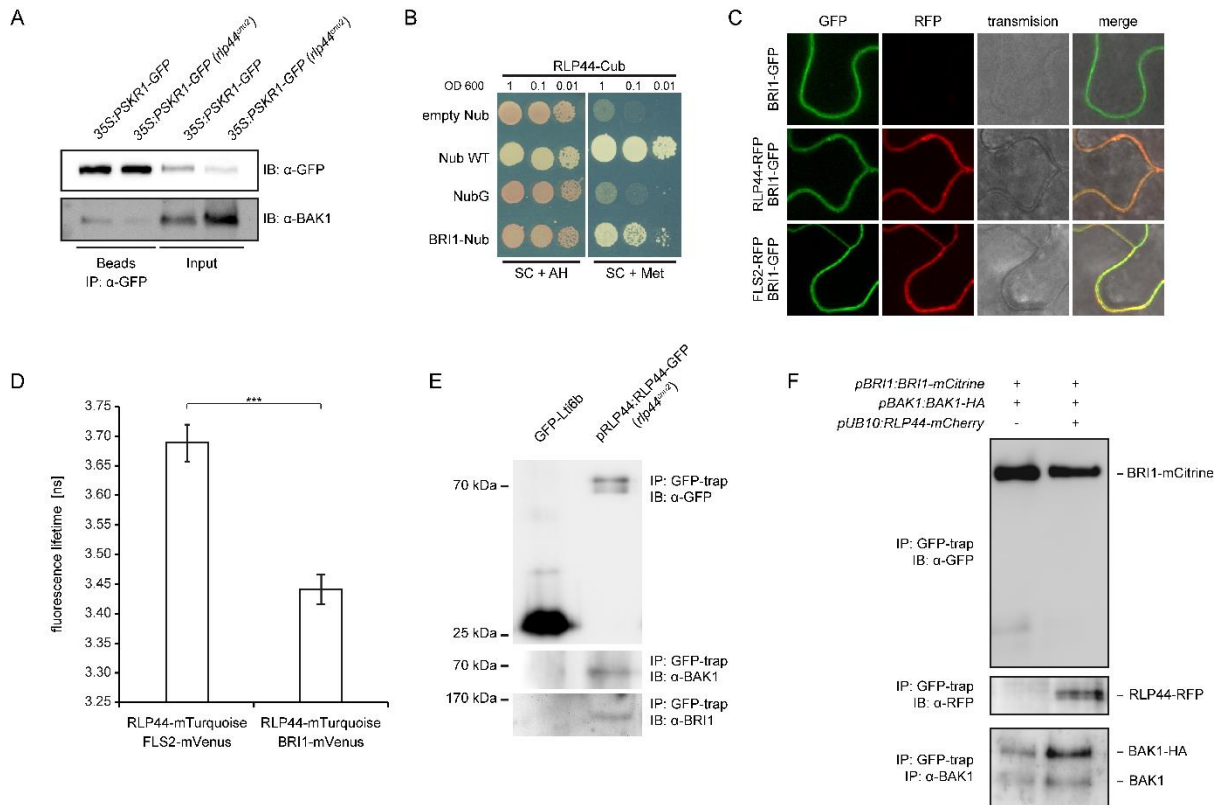 A
35S:PSKR1-GFP
35S:PSKR1-GFP (rlp44cnu2)
35S:PSKR1-GFP
35S:PSKR1-GFP (rlp44cnu2)
IB: α-GFP
IB: α-BAK1
Beads
IP: α-GFP
Input
B
RLP44-Cub
OD 600
1 0.1 0.01 1 0.1 0.01
empty Nub
Nub WT
NubG
BRI1-Nub
SC + AH
SC + Met
C
GFP RFP transmision merge
BRI1-GFP
RLP44-RFP
BRI1-GFP
FLS2-RFP
BRI1-GFP
D
fluorescence lifetime [ns]
3.75
3.70
3.65
3.60
3.55
3.50
3.45
3.40
3.35
3.30
3.25
***
RLP44-mTurquoise
FLS2-mVenus
RLP44-mTurquoise
BRI1-mVenus
E
GFP-Lti6b
pRLP44:RLP44-GFP
(rlp44cnu2)
70 kDa
25 kDa
70 kDa
170 kDa
IP: GFP-trap
IB: α-GFP
IP: GFP-trap
IB: α-BAK1
IP: GFP-trap
IB: α-BRI1
F
pBRI1:BRI1-mCitrine + +
pBAK1:BAK1-HA + +
pUB10:RLP44-mCherry - +
BRI1-mCitrine
IP: GFP-trap
IB: α-GFP
IP: GFP-trap
IB: α-RFP
RLP44-RFP
IP: GFP-trap
IP: α-BAK1
BAK1-HA
BAK1